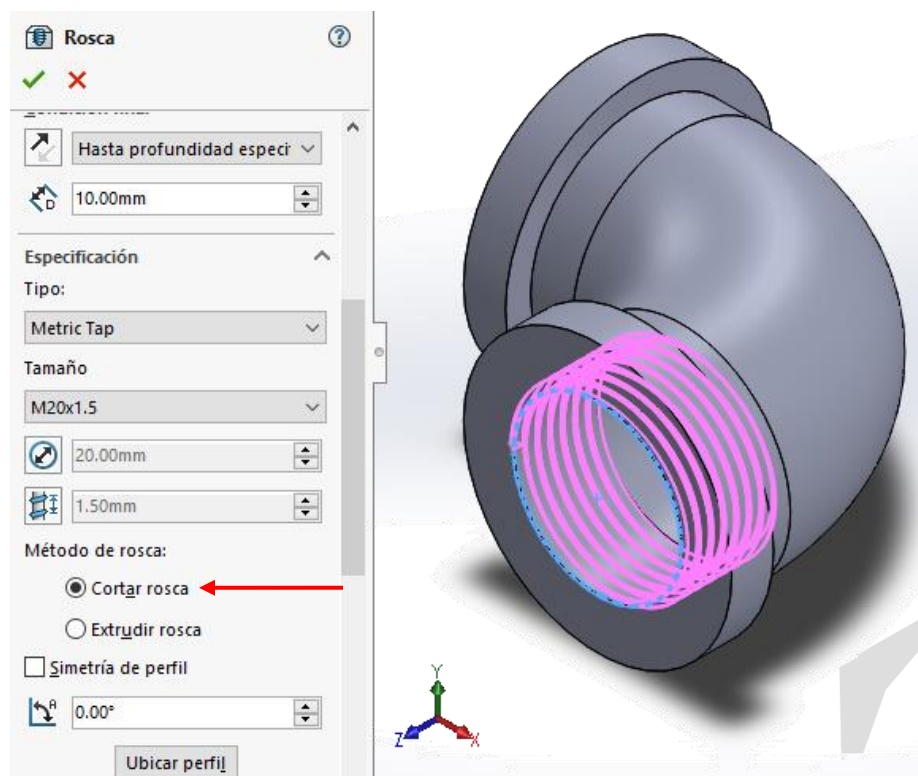 Rosca
Hasta profundidad especi
D
10.00mm
Especificación
Tipo:
Metric Tap
Tamaño
M20x1.5
20.00mm
1.50mm
Método de rosca:
Cortar rosca
Extrudir rosca
Simetría de perfil
A
0.00°
Ubicar perfil
Y
Z
X